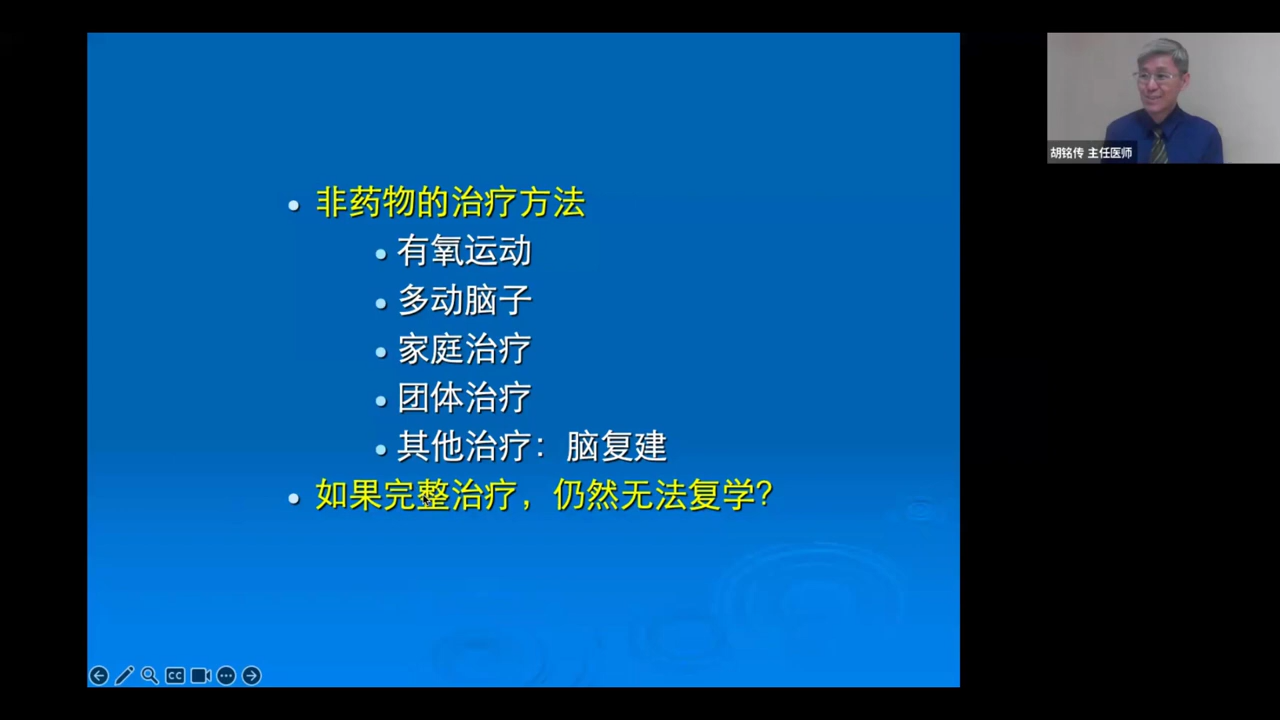 非药物的治疗方法
有氧运动
多动脑子
家庭治疗
团体治疗
其他治疗：脑复建
如果完整治疗，仍然无法复学？
胡铭传 主任医师
CC